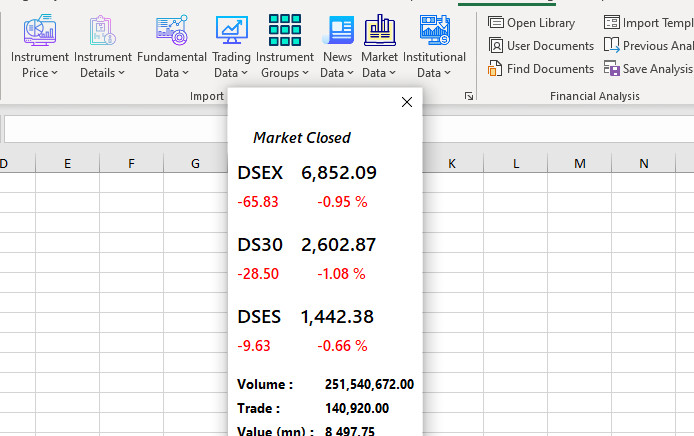 Instrument Price
Instrument Details
Fundamental Data
Trading Data
Instrument Groups
News Data
Market Data
Institutional Data
Import
Open Library
User Documents
Find Documents
Import Templ
Previous Anal
Save Analysis
Financial Analysis
Market Closed
D E F G K L M N
DSEX 6,852.09
-65.83 -0.95 %
DS30 2,602.87
-28.50 -1.08 %
DSES 1,442.38
-9.63 -0.66 %
Volume : 251,540,672.00
Trade : 140,920.00
Value (mn) : 8,497.75